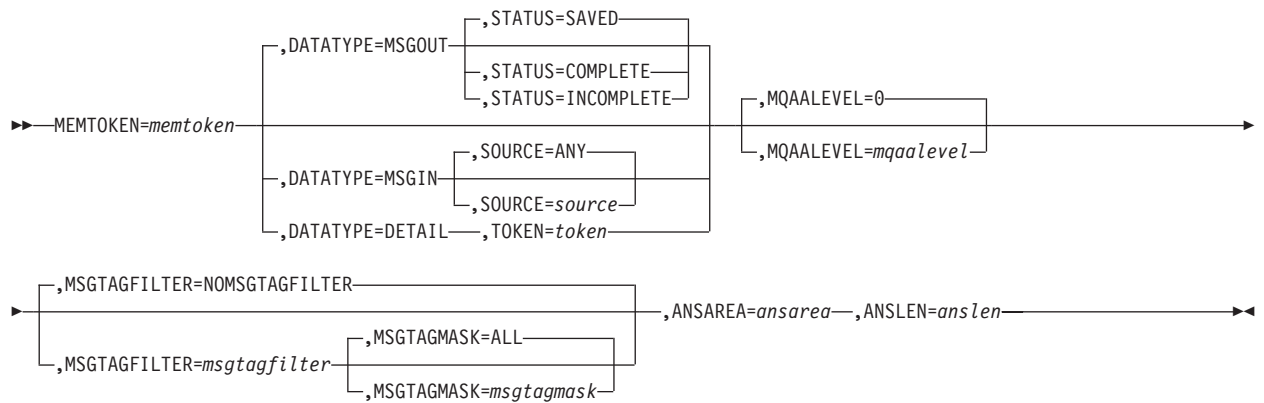 ,STATUS=SAVED
,DATATYPE=MSGOUT
,STATUS=COMPLETE
,STATUS=INCOMPLETE
,MQAALEVEL=0
MEMTOKEN=memtoken
,MQAALEVEL=mqaalevel
,SOURCE=ANY
,DATATYPE=MSGIN
,SOURCE=source
,DATATYPE=DETAIL ,TOKEN=token
,MSGTAGFILTER=NOMSGTAGFILTER
,ANSAREA=ansarea ,ANSLEN=anslen
,MSGTAGMASK=ALL
,MSGTAGFILTER=msgtagfilter
,MSGTAGMASK=msgtagmask